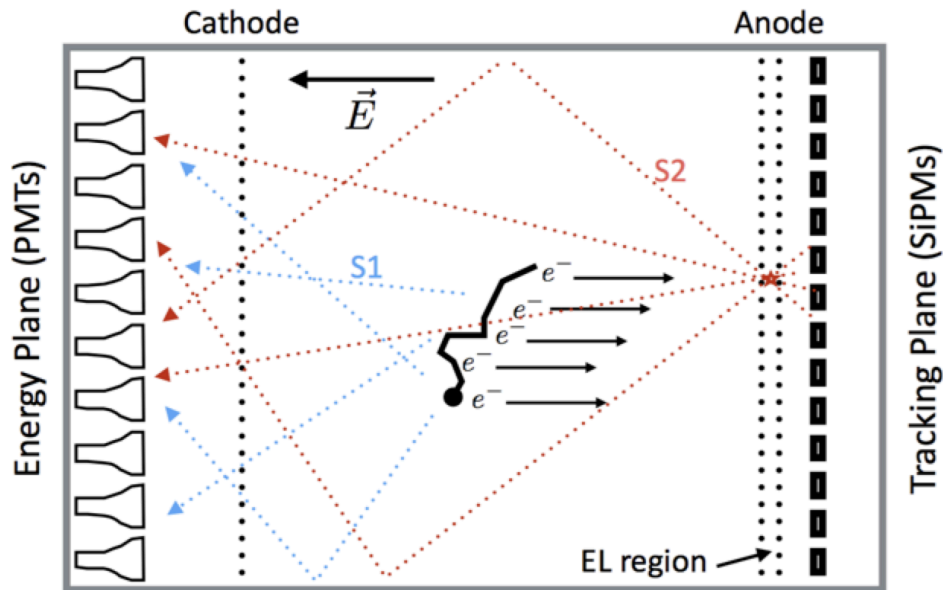 Cathode
Anode
E
S2
S1
e−
e−
e−
e−
e−
EL region
Energy Plane (PMTs)
Tracking Plane (SiPMs)